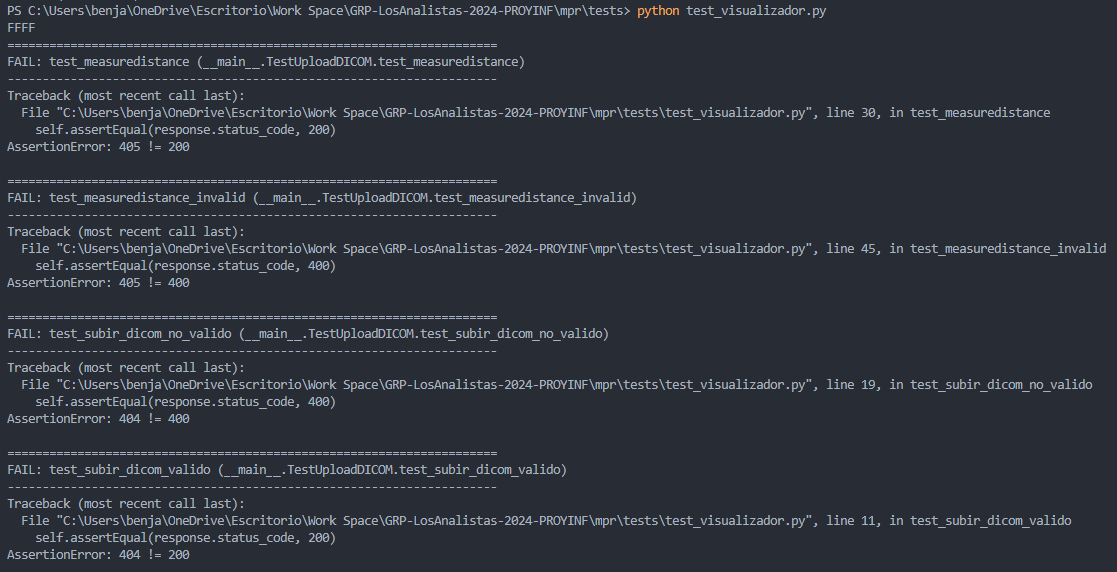 PS C:\Users\benja\OneDrive\Escritorio\Work Space\GRP-LosAnalistas-2024-PROYINF\mpr\tests> python test_visualizador.py
FFFF
======================================================================
FAIL: test_measuredistance (__main__.TestUploadDICOM.test_measuredistance)
----------------------------------------------------------------------
Traceback (most recent call last):
  File "C:\Users\benja\OneDrive\Escritorio\Work Space\GRP-LosAnalistas-2024-PROYINF\mpr\tests\test_visualizador.py", line 30, in test_measuredistance
    self.assertEqual(response.status_code, 200)
AssertionError: 405 != 200

======================================================================
FAIL: test_measuredistance_invalid (__main__.TestUploadDICOM.test_measuredistance_invalid)
----------------------------------------------------------------------
Traceback (most recent call last):
  File "C:\Users\benja\OneDrive\Escritorio\Work Space\GRP-LosAnalistas-2024-PROYINF\mpr\tests\test_visualizador.py", line 45, in test_measuredistance_invalid
    self.assertEqual(response.status_code, 400)
AssertionError: 405 != 400

======================================================================
FAIL: test_subir_dicom_no_valido (__main__.TestUploadDICOM.test_subir_dicom_no_valido)
----------------------------------------------------------------------
Traceback (most recent call last):
  File "C:\Users\benja\OneDrive\Escritorio\Work Space\GRP-LosAnalistas-2024-PROYINF\mpr\tests\test_visualizador.py", line 19, in test_subir_dicom_no_valido
    self.assertEqual(response.status_code, 400)
AssertionError: 404 != 400

======================================================================
FAIL: test_subir_dicom_valido (__main__.TestUploadDICOM.test_subir_dicom_valido)
----------------------------------------------------------------------
Traceback (most recent call last):
  File "C:\Users\benja\OneDrive\Escritorio\Work Space\GRP-LosAnalistas-2024-PROYINF\mpr\tests\test_visualizador.py", line 11, in test_subir_dicom_valido
    self.assertEqual(response.status_code, 200)
AssertionError: 404 != 200